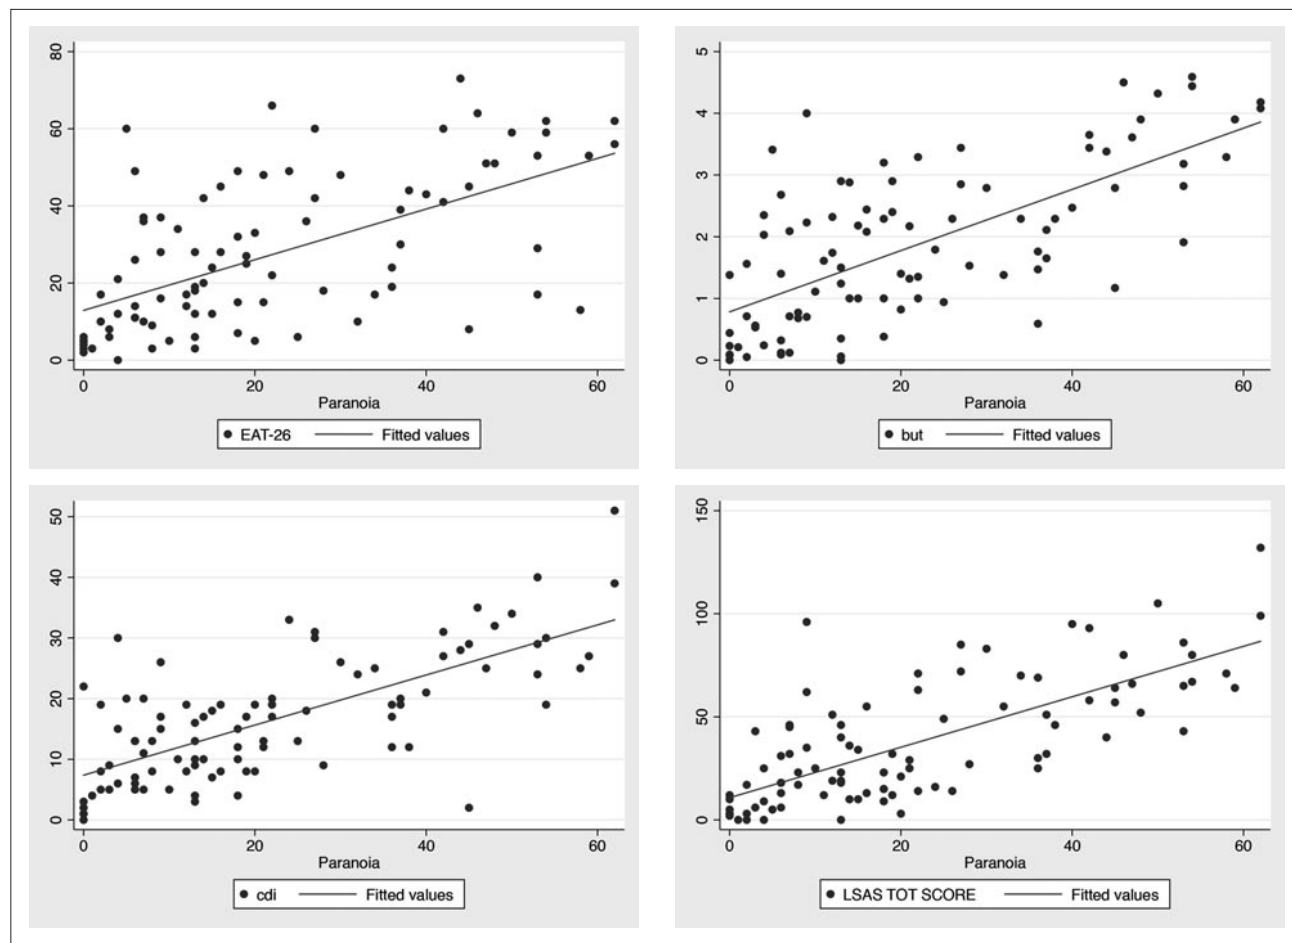 80
60
40
20
0
0 20 40 60
Paranoia
EAT-26 Fitted values
5
4
3
2
1
0
0 20 40 60
Paranoia
but Fitted values
50
40
30
20
10
0
0 20 40 60
Paranoia
cdi Fitted values
150
100
50
0
0 20 40 60
Paranoia
LSAS TOT SCORE Fitted values